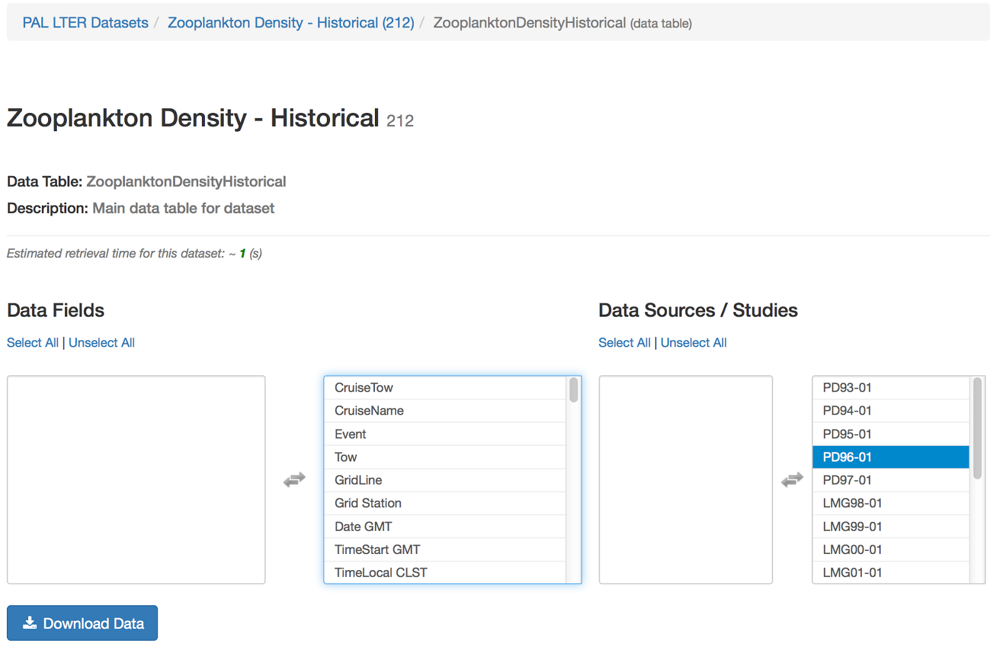 PAL LTER Datasets / Zooplankton Density - Historical (212) / ZooplanktonDensityHistorical (data table)
Zooplankton Density - Historical 212
Data Table: ZooplanktonDensityHistorical
Description: Main data table for dataset
Estimated retrieval time for this dataset: ~ 1 (s)
Data Fields
Select All | Unselect All
CruiseTow
CruiseName
Event
Tow
GridLine
Grid Station
Date GMT
TimeStart GMT
TimeLocal CLST
Data Sources / Studies
Select All | Unselect All
PD93-01
PD94-01
PD95-01
PD96-01
PD97-01
LMG98-01
LMG99-01
LMG00-01
LMG01-01
Download Data